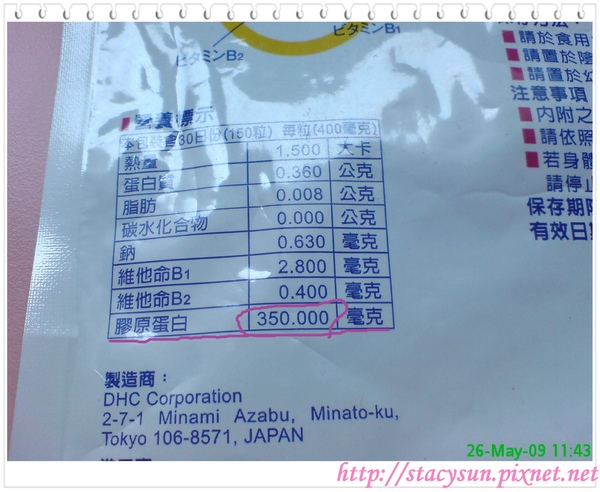 ビタミンB2
ビタミンB1
請於食用
請置於陰
請置於幼
注意事項
內附之
請依照
若身體
請停止
保存期限
有效日
營養標示
本包裝含30日份(150粒) 每粒(400毫克)
熱量 1.500 大卡
蛋白質 0.360 公克
脂肪 0.008 公克
碳水化合物 0.000 公克
鈉 0.630 毫克
維他命B1 2.800 毫克
維他命B2 0.400 毫克
膠原蛋白 350.000 毫克
製造商：
DHC Corporation
2-7-1 Minami Azabu, Minato-ku,
Tokyo 106-8571, JAPAN
26-May-09 11:43
http://stacysun.pixnet.net